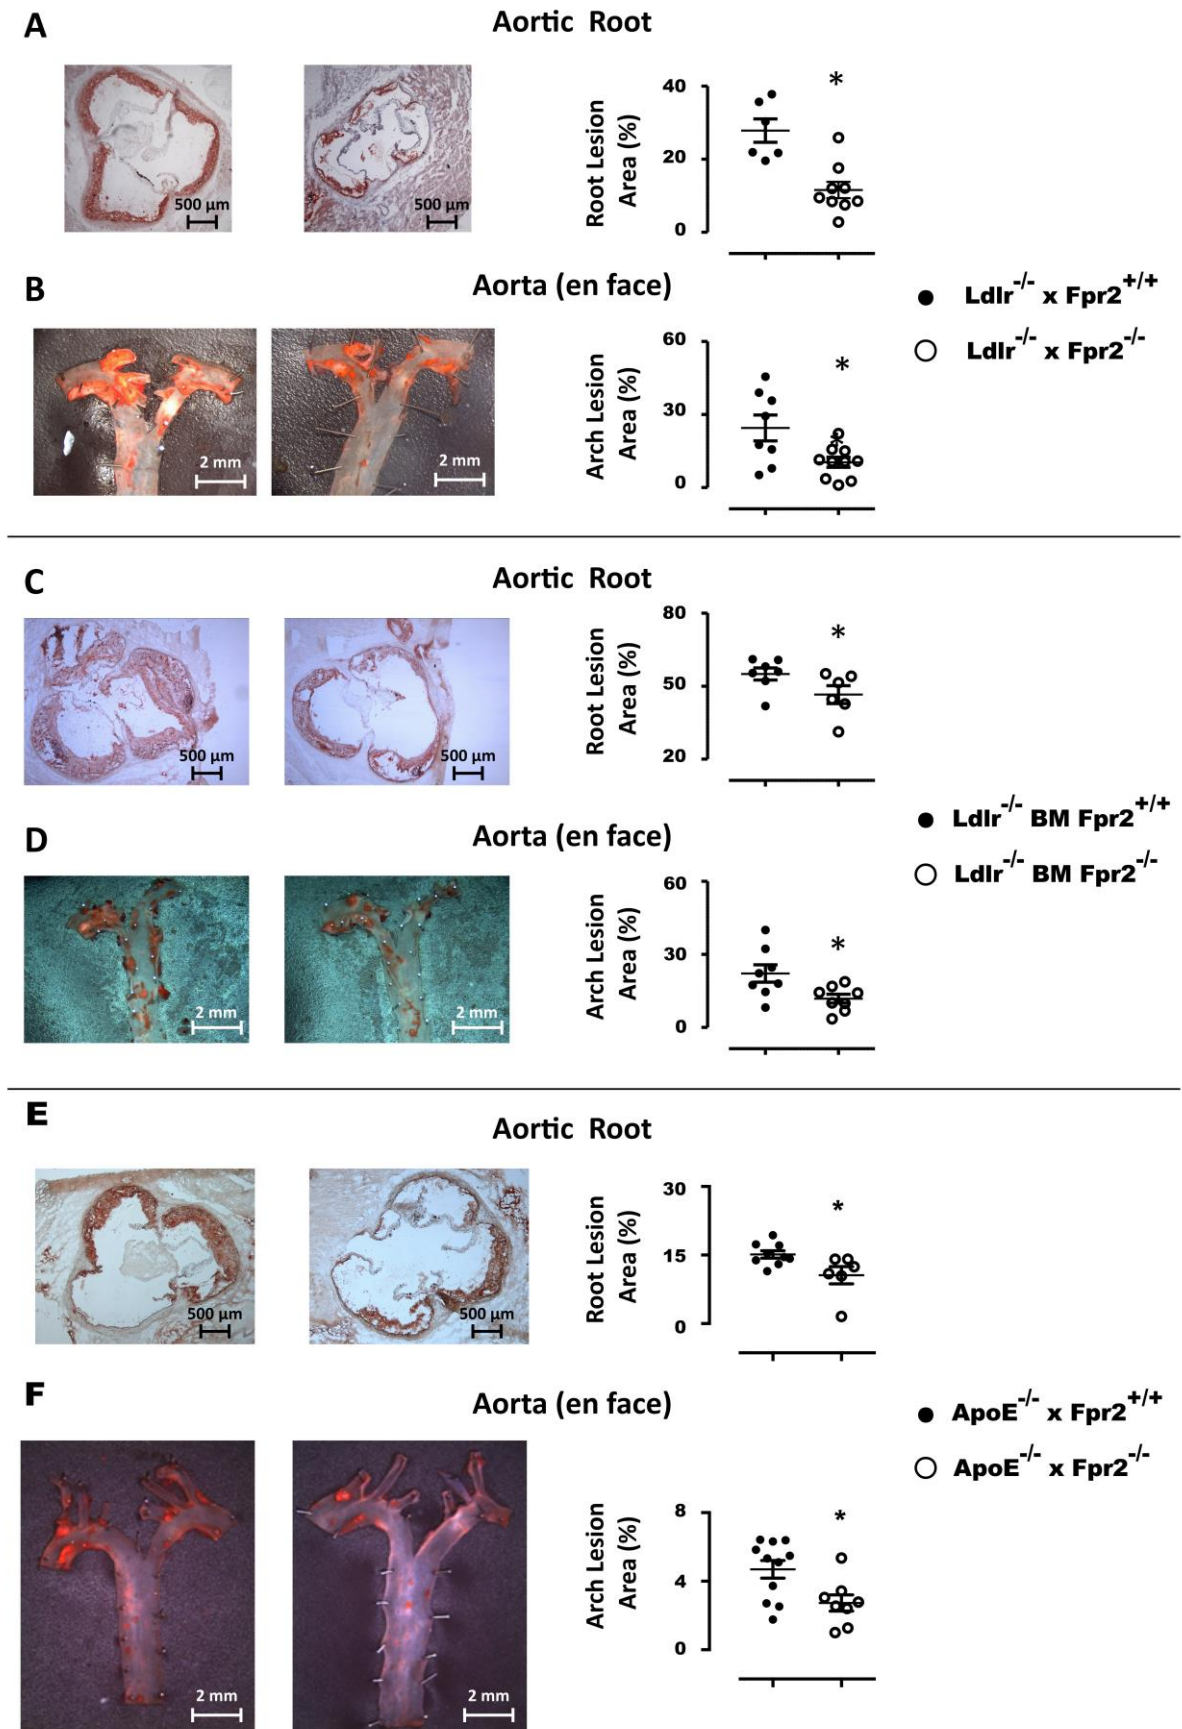 A
Aortic Root
500 µm
500 µm
Root Lesion
Area (%)
40
20
0
*
B
Aorta (en face)
2 mm
2 mm
Arch Lesion
Area (%)
60
30
0
*
*
● Ldlr-/- x Fpr2+/+
○ Ldlr-/- x Fpr2-/-
C
Aortic Root
500 µm
500 µm
Root Lesion
Area (%)
80
50
20
*
D
Aorta (en face)
2 mm
2 mm
Arch Lesion
Area (%)
60
30
0
*
● Ldlr-/- BM Fpr2+/+
○ Ldlr-/- BM Fpr2-/-
E
Aortic Root
500 µm
500 µm
Root Lesion
Area (%)
30
15
0
*
F
Aorta (en face)
2 mm
2 mm
Arch Lesion
Area (%)
8
4
0
*
● ApoE-/- x Fpr2+/+
○ ApoE-/- x Fpr2-/-